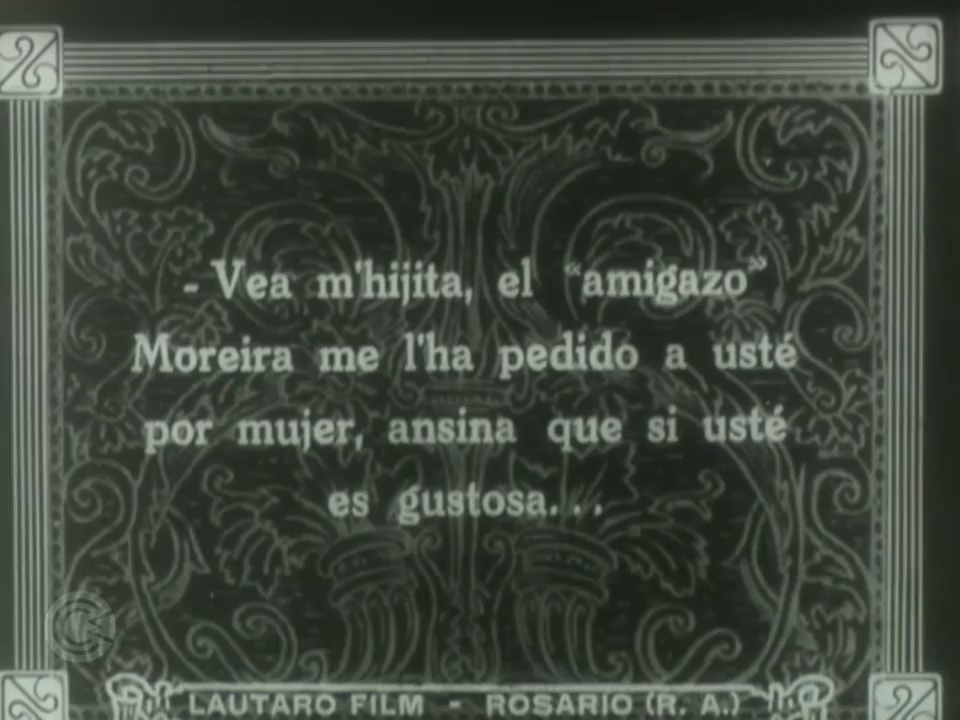 - Vea m'hijita, el “amigazo”
Moreira me l'ha pedido a usté
por mujer, ansina que si usté
es gustosa...
LAUTARO FILM - ROSARIO (R. A.)